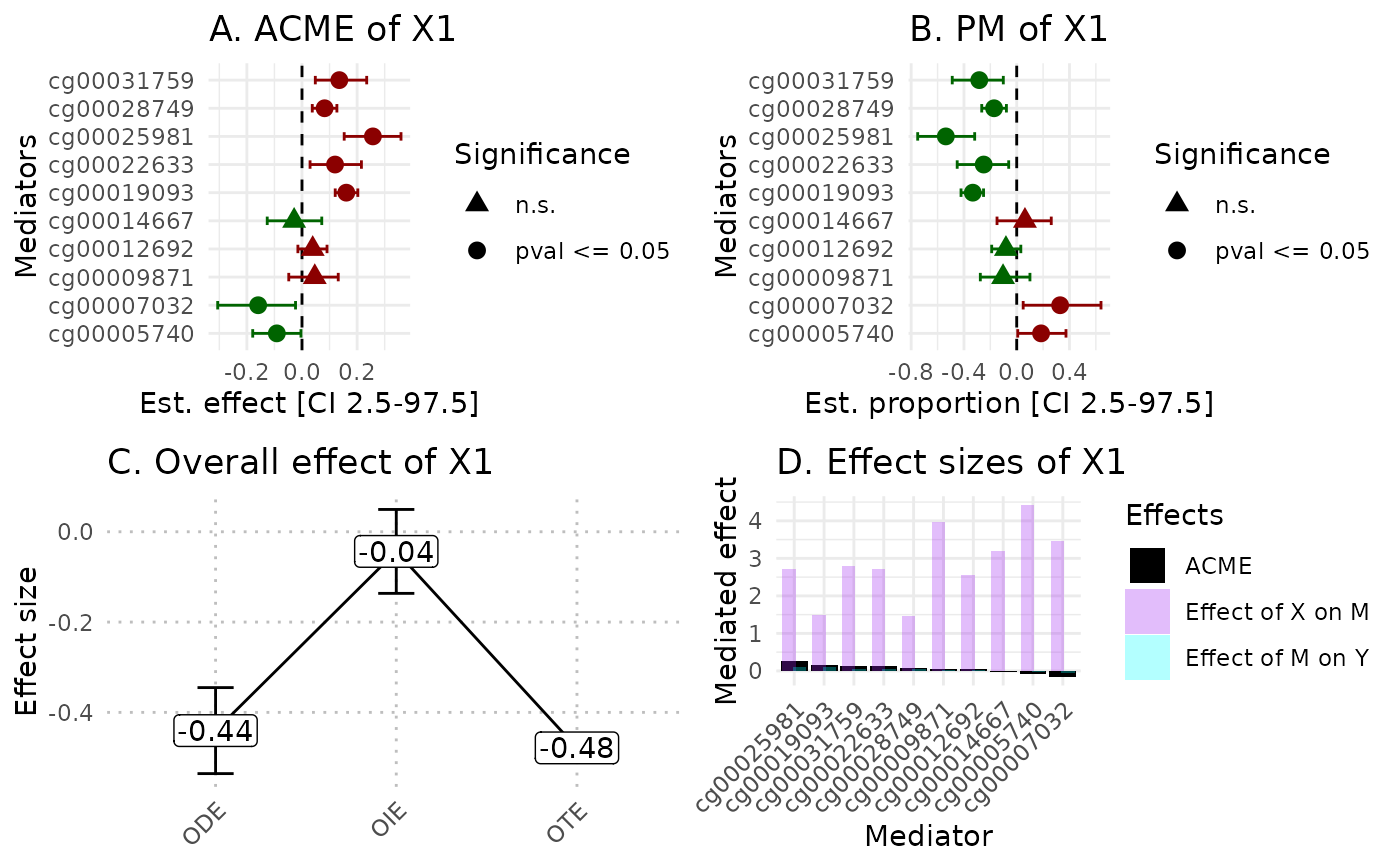 A. ACME of X1
Mediators
cg00031759
cg00028749
cg00025981
cg00022633
cg00019093
cg00014667
cg00012692
cg00009871
cg00007032
cg00005740
-0.2 0.0 0.2
Est. effect [CI 2.5-97.5]
Significance
n.s.
pval <= 0.05
B. PM of X1
Mediators
cg00031759
cg00028749
cg00025981
cg00022633
cg00019093
cg00014667
cg00012692
cg00009871
cg00007032
cg00005740
-0.8 -0.4 0.0 0.4
Est. proportion [CI 2.5-97.5]
Significance
n.s.
pval <= 0.05
C. Overall effect of X1
Effect size
0.0
-0.2
-0.4
-0.44
-0.04
-0.48
ODE
OIE
OTE
D. Effect sizes of X1
Mediated effect
4
3
2
1
0
cg00025981
cg00019093
cg00031759
cg00022633
cg00028749
cg00009871
cg00012692
cg00014667
cg00005740
cg00007032
Mediator
Effects
ACME
Effect of X on M
Effect of M on Y